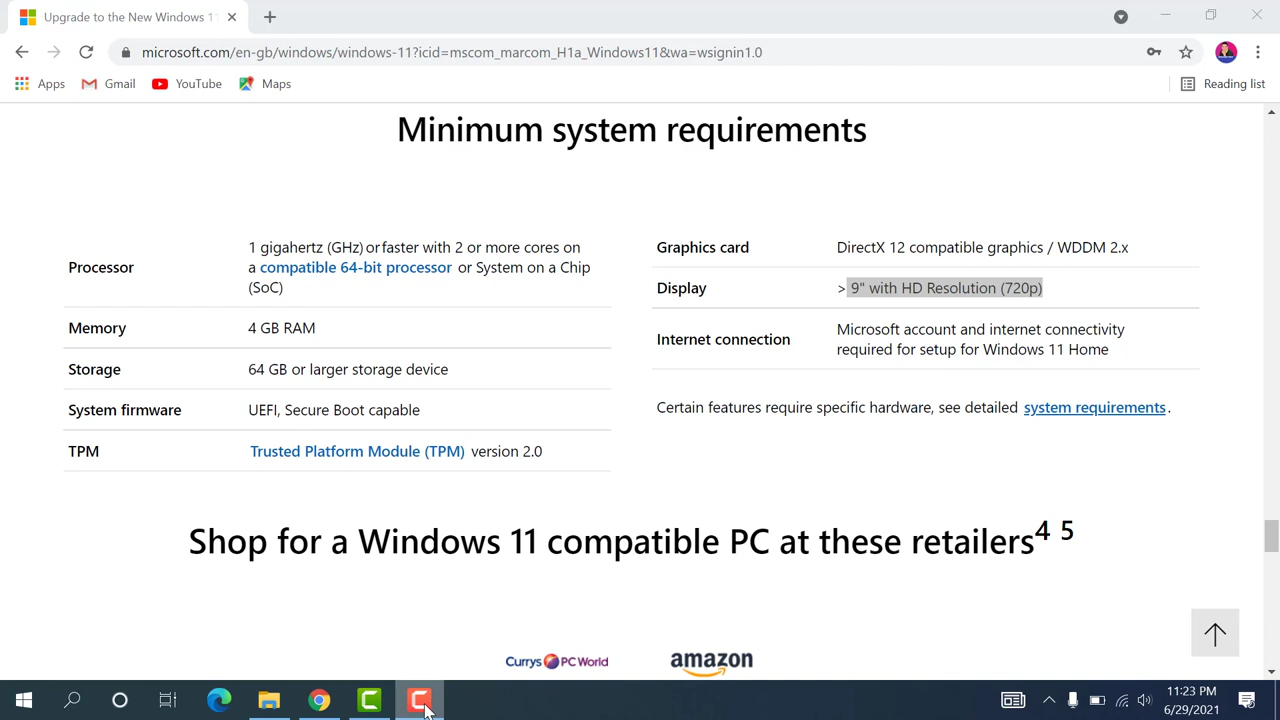 Upgrade to the New Windows 11
microsoft.com/en-gb/windows/windows-11?icid=mscom_marcom_H1a_Windows11&wa=wsignin1.0
Apps
Gmail
YouTube
Maps
Reading list
Minimum system requirements
Processor
1 gigahertz (GHz) or faster with 2 or more cores on
a compatible 64-bit processor or System on a Chip
(SoC)
Memory
4 GB RAM
Storage
64 GB or larger storage device
System firmware
UEFI, Secure Boot capable
TPM
Trusted Platform Module (TPM) version 2.0
Graphics card
DirectX 12 compatible graphics / WDDM 2.x
Display
> 9" with HD Resolution (720p)
Internet connection
Microsoft account and internet connectivity
required for setup for Windows 11 Home
Certain features require specific hardware, see detailed system requirements.
Shop for a Windows 11 compatible PC at these retailers4 5
Currys PC World
amazon
11:23 PM
6/29/2021